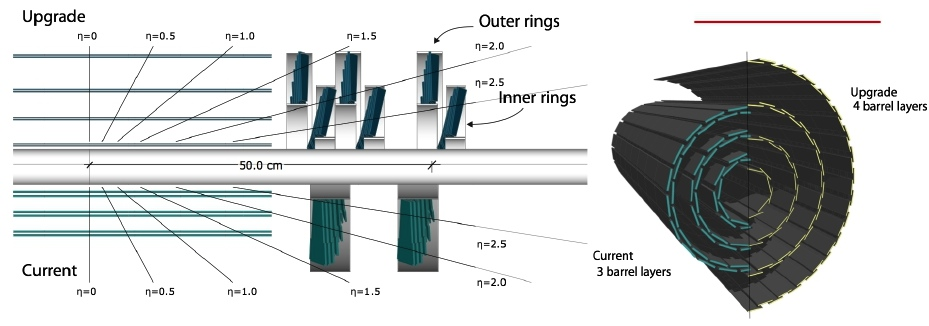 Upgrade
η=0
η=0.5
η=1.0
η=1.5
Outer rings
η=2.0
η=2.5
Inner rings
50.0 cm
Upgrade
4 barrel layers
Current
3 barrel layers
η=2.5
η=2.0
Current
η=0
η=0.5
η=1.0
η=1.5